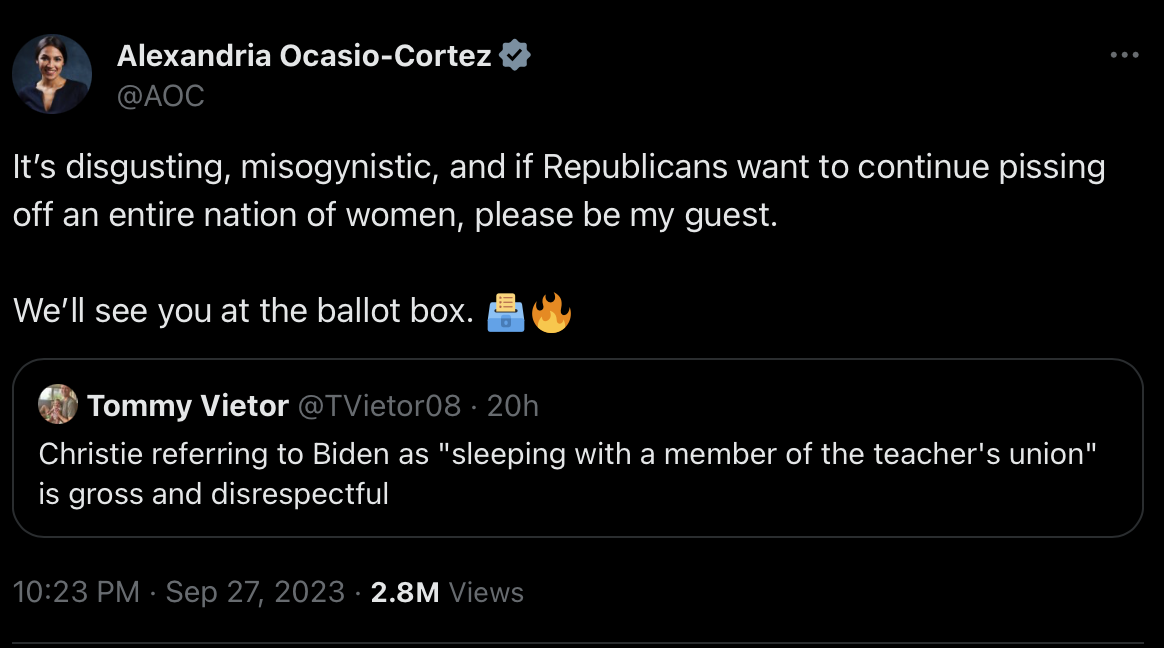 Alexandria Ocasio-Cortez
@AOC
It’s disgusting, misogynistic, and if Republicans want to continue pissing
off an entire nation of women, please be my guest.
We’ll see you at the ballot box. 🗳️🔥
Tommy Vietor @TVietor08 · 20h
Christie referring to Biden as "sleeping with a member of the teacher's union"
is gross and disrespectful
10:23 PM · Sep 27, 2023 · 2.8M Views